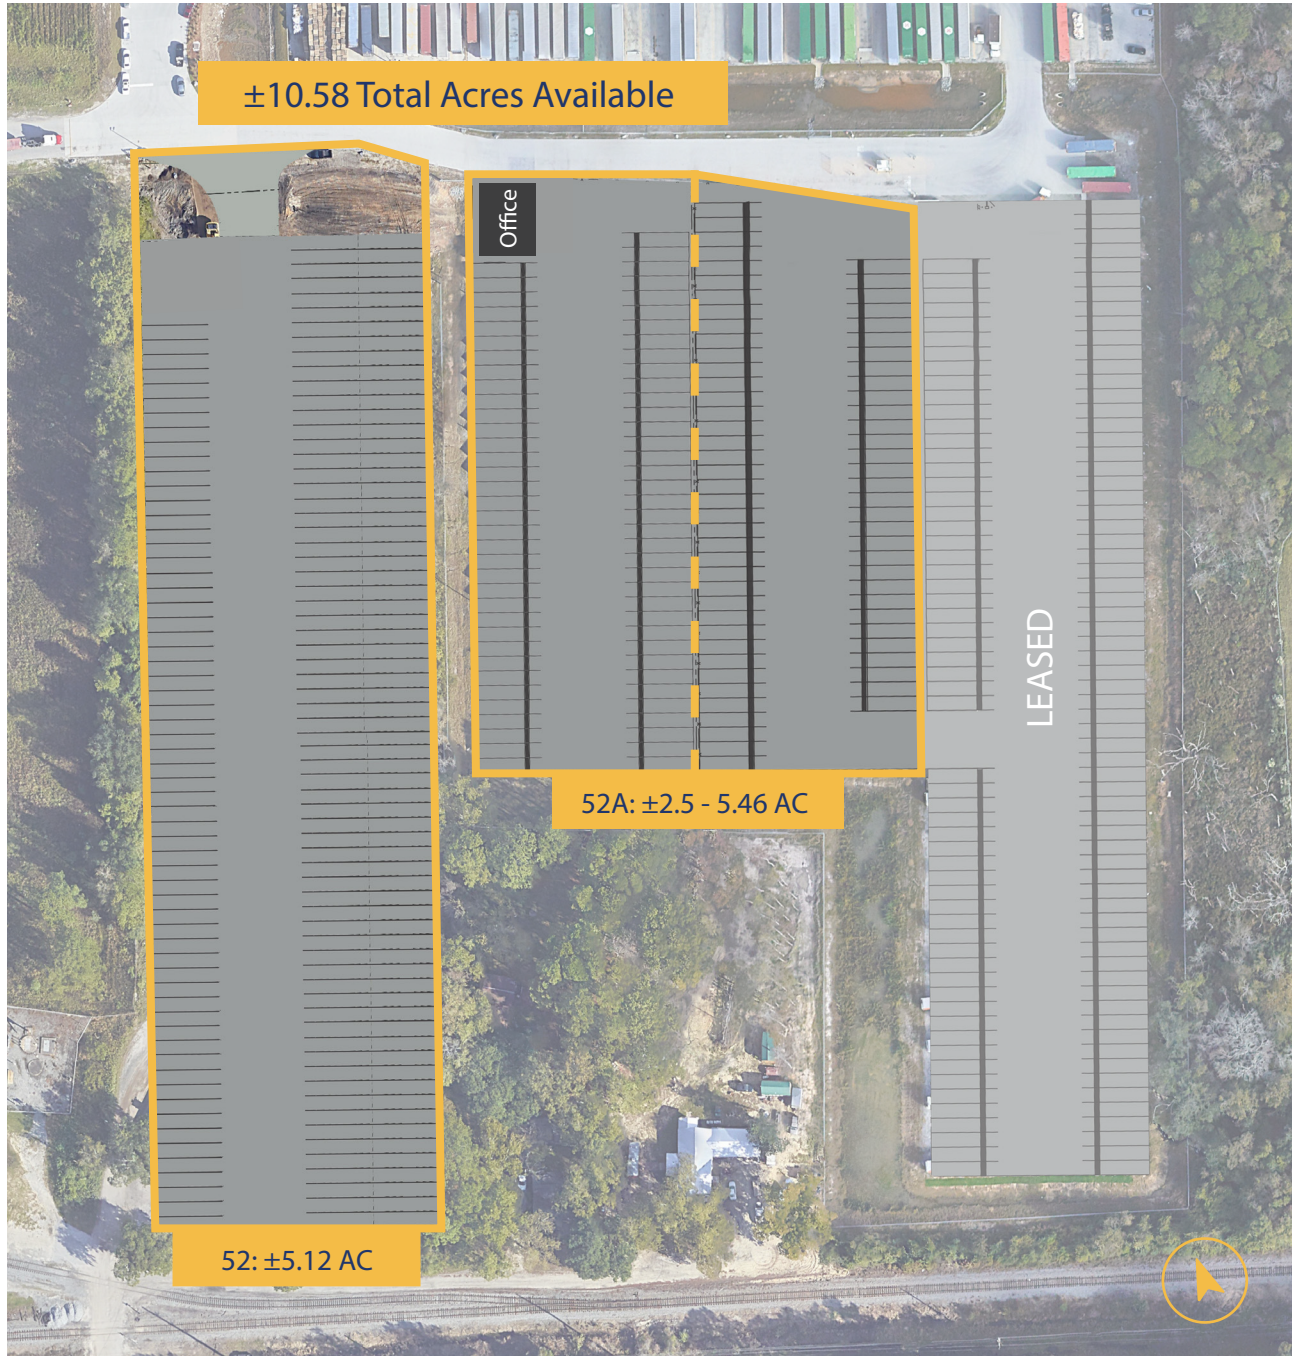 ±10.58 Total Acres Available
Office
LEASED
52A: ±2.5 - 5.46 AC
52: ±5.12 AC